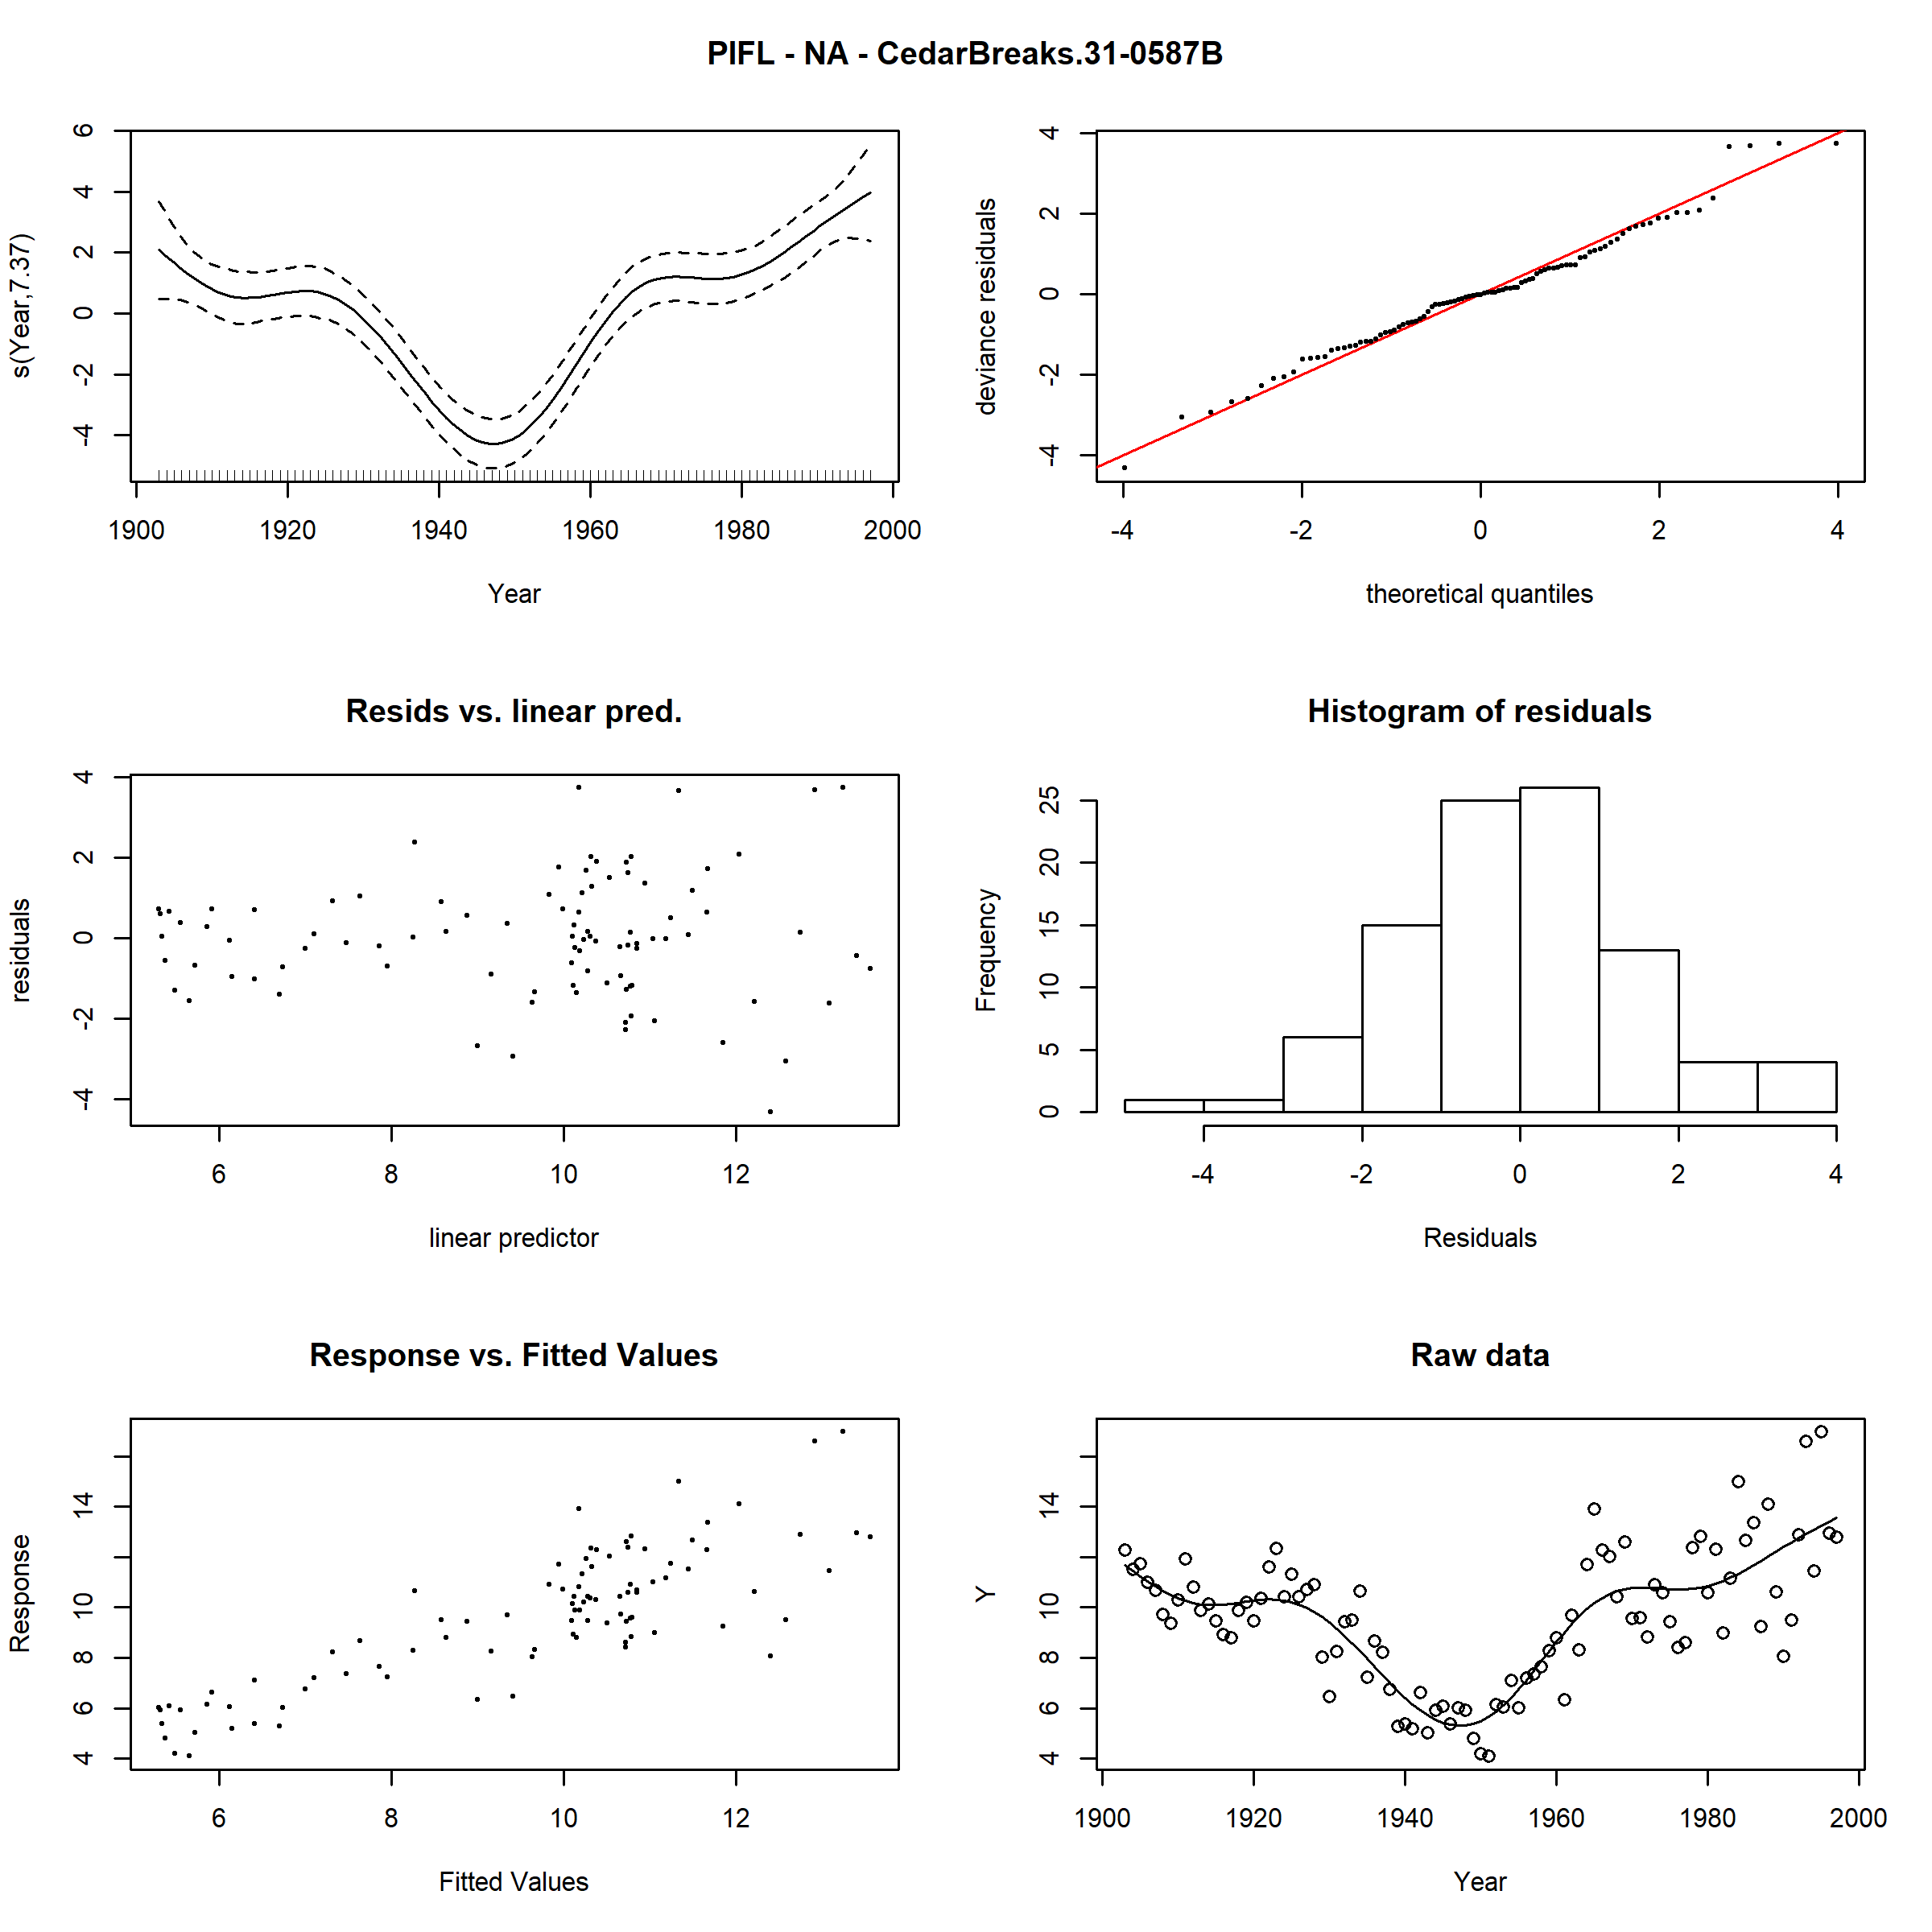 PIFL - NA - CedarBreaks.31-0587B
s(Year,7.37)
-4 -2 0 2 4 6
1900 1920 1940 1960 1980 2000
Year
deviance residuals
-4 -2 0 2 4
-4 -2 0 2 4
theoretical quantiles
Resids vs. linear pred.
residuals
-4 -2 0 2 4
6 8 10 12
linear predictor
Histogram of residuals
Frequency
0 5 10 15 20 25
-4 -2 0 2 4
Residuals
Response vs. Fitted Values
Response
4 6 8 10 14
6 8 10 12
Fitted Values
Raw data
Y
4 6 8 10 14
1900 1920 1940 1960 1980 2000
Year